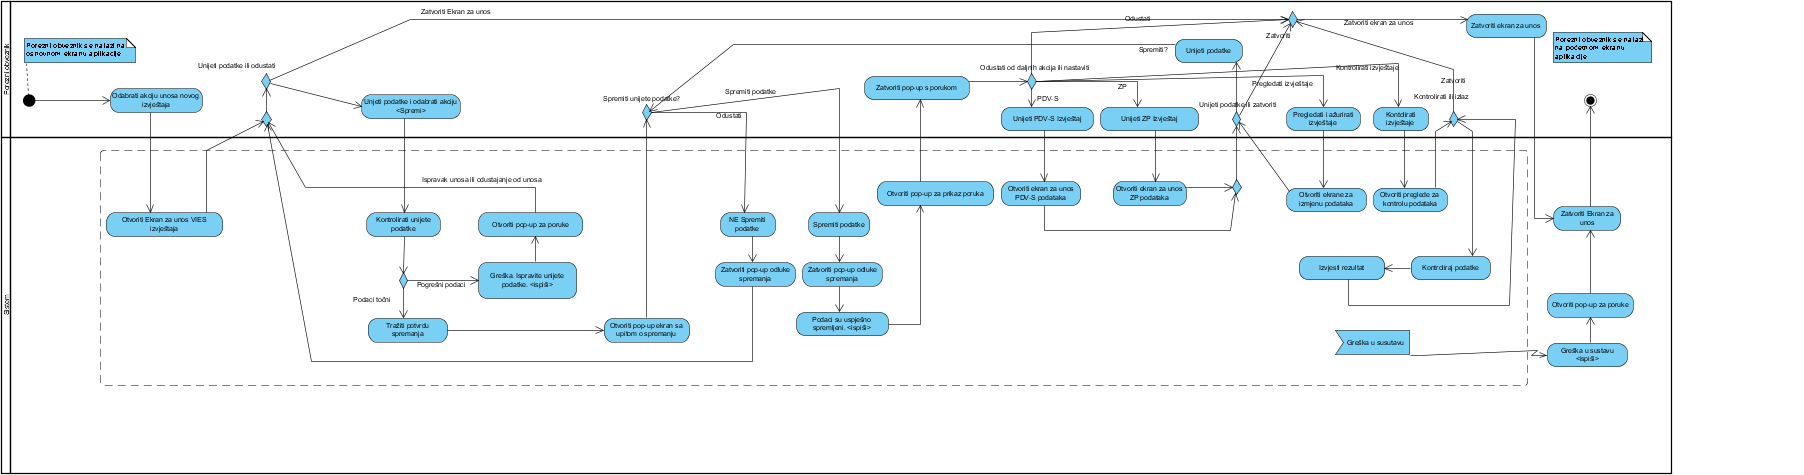 Zatvoriti Ekran za unos
Porezni obveznik
Porezni obveznik se nalazi na
osnovnom ekranu aplikacije
Unijeti podatke ili odustati
Odabrati akciju unosa novog
izvještaja
Unijeti podatke i odabrati akciju
<Spremi>
Spremiti unijete podatke?
Spremiti podatke
Odustati
Zatvoriti pop-up s porukom
Odustati
Spremiti?
Unijeti podatke
Odustati od daljnih akcija ili nastaviti
PDV-S
ZP
Unijeti PDV-S Izvještaj
Unijeti ZP Izvještaj
Zatvoriti
Zatvoriti ekran za unos
Zatvoriti ekran za unos
Kontrolirati izvještaje
Pregledati izvještaje
Unijeti podatke ili zatvoriti
Pregledati i ažurirati
izvještaje
izvještaje
Zatvoriti
Kontrolirati ili izlaz
Porezni obveznik se nalazi
na početnom ekranu
aplikacije
Sistem
Otvoriti Ekran za unos VIES
izvještaja
Ispravak unosa ili odustajanje od unosa
Kontrolirati unijete
podatke
Otvoriti pop-up za poruke
Greška. Ispravite unijete
podatke. <ispiši>
Pogrešni podaci
Podaci točni
Tražiti potvrdu
spremanja
Otvoriti pop-up ekran sa
upitom o spremanju
NE Spremiti
podatke
Zatvoriti pop-up odluke
spremanja
Spremiti podatke
Zatvoriti pop-up odluke
spremanja
Podaci su uspješno
spremljeni. <ispiši>
Otvoriti pop-up za prikaz poruka
Otvoriti ekran za unos
PDV-S podataka
Otvoriti ekran za unos
ZP podataka
Otvoriti ekrane za
izmjenu podataka
Otvoriti preglede za
kontrolu podataka
Izvjesti rezultat
Kontroliraj podatke
Greška u susutavu
Zatvoriti Ekran za
unos
Otvoriti pop-up za poruke
Greška u sustavu
<ispiši>